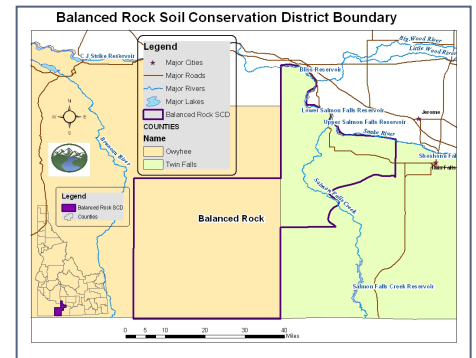 Balanced Rock Soil Conservation District Boundary
Legend
Major Cities
Major Roads
Major Rivers
Major Lakes
Balanced Rock SCD
COUNTIES
Name
Owyhee
Twin Falls
C J Strike Reservoir
Big Wood River
Little Wood River
Bliss Reservoir
Lower Salmon Falls Reservoir
Upper Salmon Falls Reservoir
Jerome
Snake River
Shoshone Fal
Twin Falls
Bruneau River
N
Legend
Balanced Rock SCD
Counties
Balanced Rock
Salmon Falls Creek
Salmon Falls Creek Reservoir
0 5 10 20 30 40
Miles